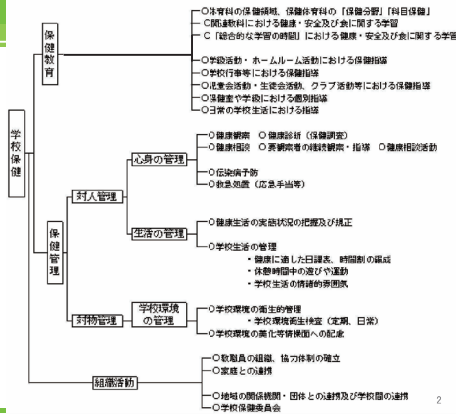 学校保健
保健教育
○体育科の保健領域、保健体育科の「保健分野」「科目保健」
○関連教科における健康・安全及び食に関する学習
○「総合的な学習の時間」における健康・安全及び食に関する学習
○学級活動・ホームルーム活動における保健指導
○学校行事等における保健指導
○児童会活動・生徒会活動、クラブ活動等における保健指導
○保健室や学級における個別指導
○日常の学校生活における指導
保健管理
対人管理
心身の管理
○健康観察 ○健康診断(保健調査)
○健康相談 ○要観察者の継続観察・指導 ○健康相談活動
○伝染病予防
○救急処置(応急手当等)
生活の管理
○健康生活の実態状況の把握及び規正
○学校生活の管理
・健康に適した日課表、時間割の編成
・休憩時間中の遊びや運動
・学校生活の情緒的雰囲気
対物管理
学校環境の管理
○学校環境の衛生的管理
・学校環境衛生検査(定期、日常)
○学校環境の美化等情操面への配慮
組織活動
○教職員の組織、協力体制の確立
○家庭との連携
○地域の関係機関・団体との連携及び学校間の連携
○学校保健委員会
2